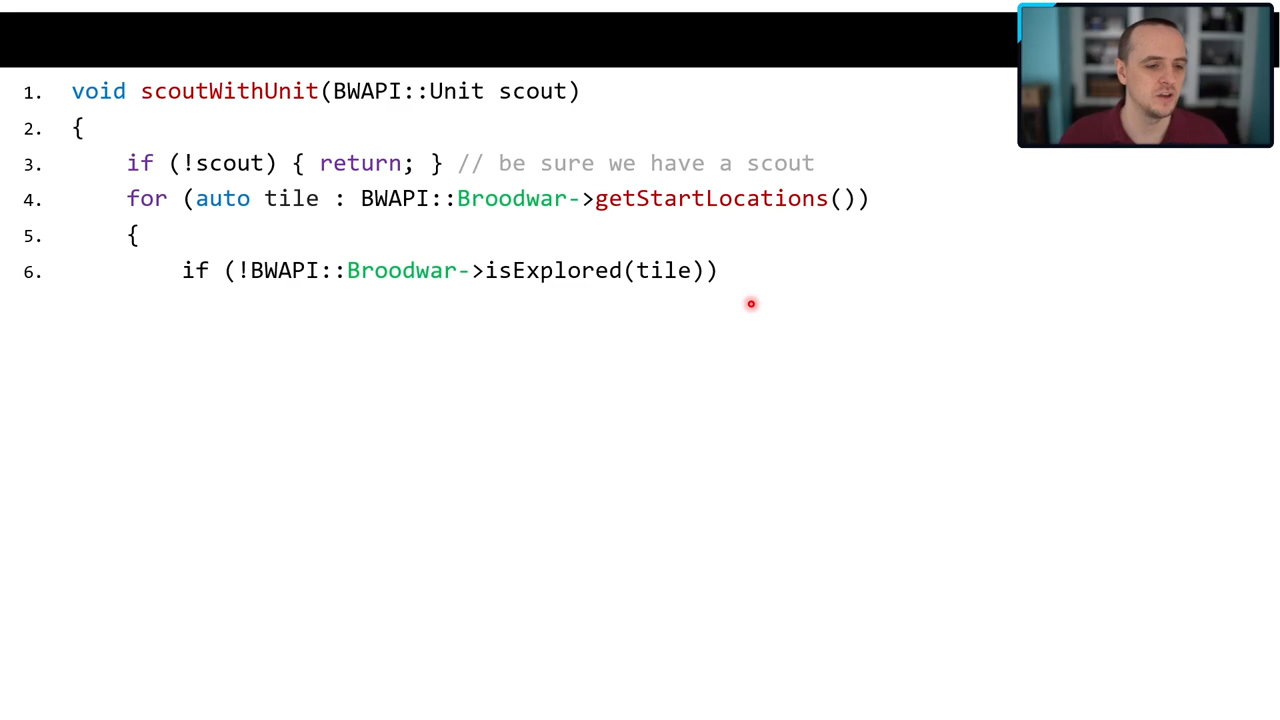 1. void scoutWithUnit(BWAPI::Unit scout)
2. {
3. if (!scout) { return; } // be sure we have a scout
4. for (auto tile : BWAPI::Broodwar->getStartLocations())
5. {
6. if (!BWAPI::Broodwar->isExplored(tile))